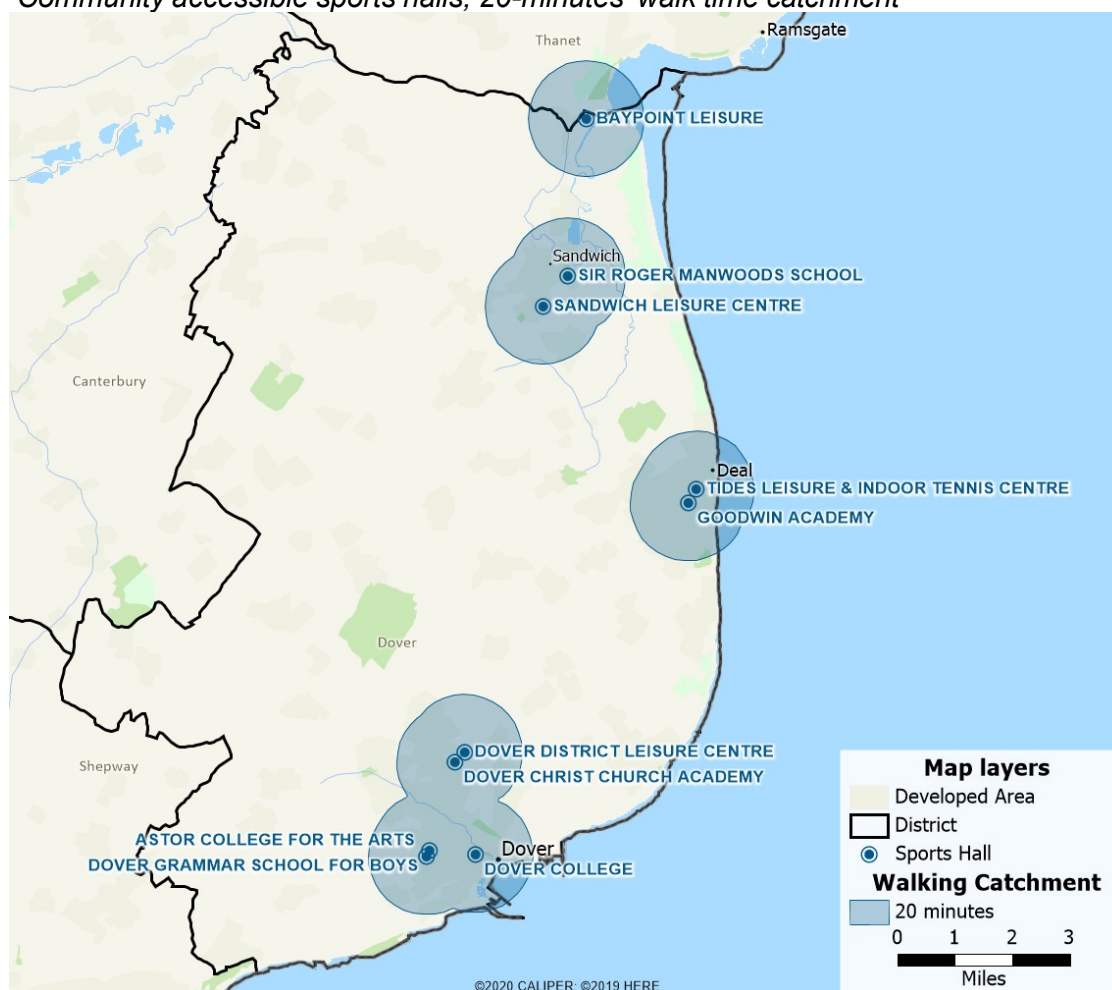 Community accessible sports halls, 20-minutes' walk time catchment
Ramsgate
Thanet
BAYPOINT LEISURE
Sandwich
SIR ROGER MANWOODS SCHOOL
SANDWICH LEISURE CENTRE
Canterbury
Deal
TIDES LEISURE & INDOOR TENNIS CENTRE
GOODWIN ACADEMY
Dover
DOVER DISTRICT LEISURE CENTRE
DOVER CHRIST CHURCH ACADEMY
Shepway
ASTOR COLLEGE FOR THE ARTS
DOVER GRAMMAR SCHOOL FOR BOYS
Dover
DOVER COLLEGE
Map layers
Developed Area
District
Sports Hall
Walking Catchment
20 minutes
0 1 2 3
Miles
©2020 CALIPER; ©2019 HERE